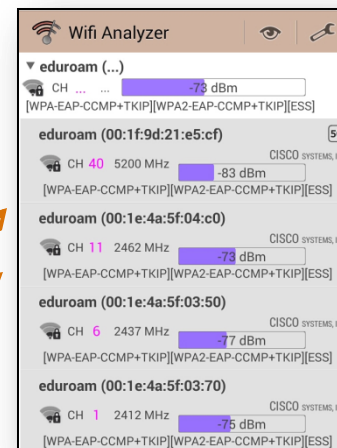 Wifi Analyzer
▼ eduroam (...)
CH ... ... -73 dBm
[WPA-EAP-CCMP+TKIP][WPA2-EAP-CCMP+TKIP][ESS]
eduroam (00:1f:9d:21:e5:cf)
CH 40 5200 MHz CISCO SYSTEMS,
-83 dBm
[WPA-EAP-CCMP+TKIP][WPA2-EAP-CCMP+TKIP][ESS]
eduroam (00:1e:4a:5f:04:c0)
CH 11 2462 MHz CISCO SYSTEMS,
-73 dBm
[WPA-EAP-CCMP+TKIP][WPA2-EAP-CCMP+TKIP][ESS]
eduroam (00:1e:4a:5f:03:50)
CH 6 2437 MHz CISCO SYSTEMS,
-77 dBm
[WPA-EAP-CCMP+TKIP][WPA2-EAP-CCMP+TKIP][ESS]
eduroam (00:1e:4a:5f:03:70)
CH 1 2412 MHz CISCO SYSTEMS,
-75 dBm
[WPA-EAP-CCMP+TKIP][WPA2-EAP-CCMP+TKIP][ESS]